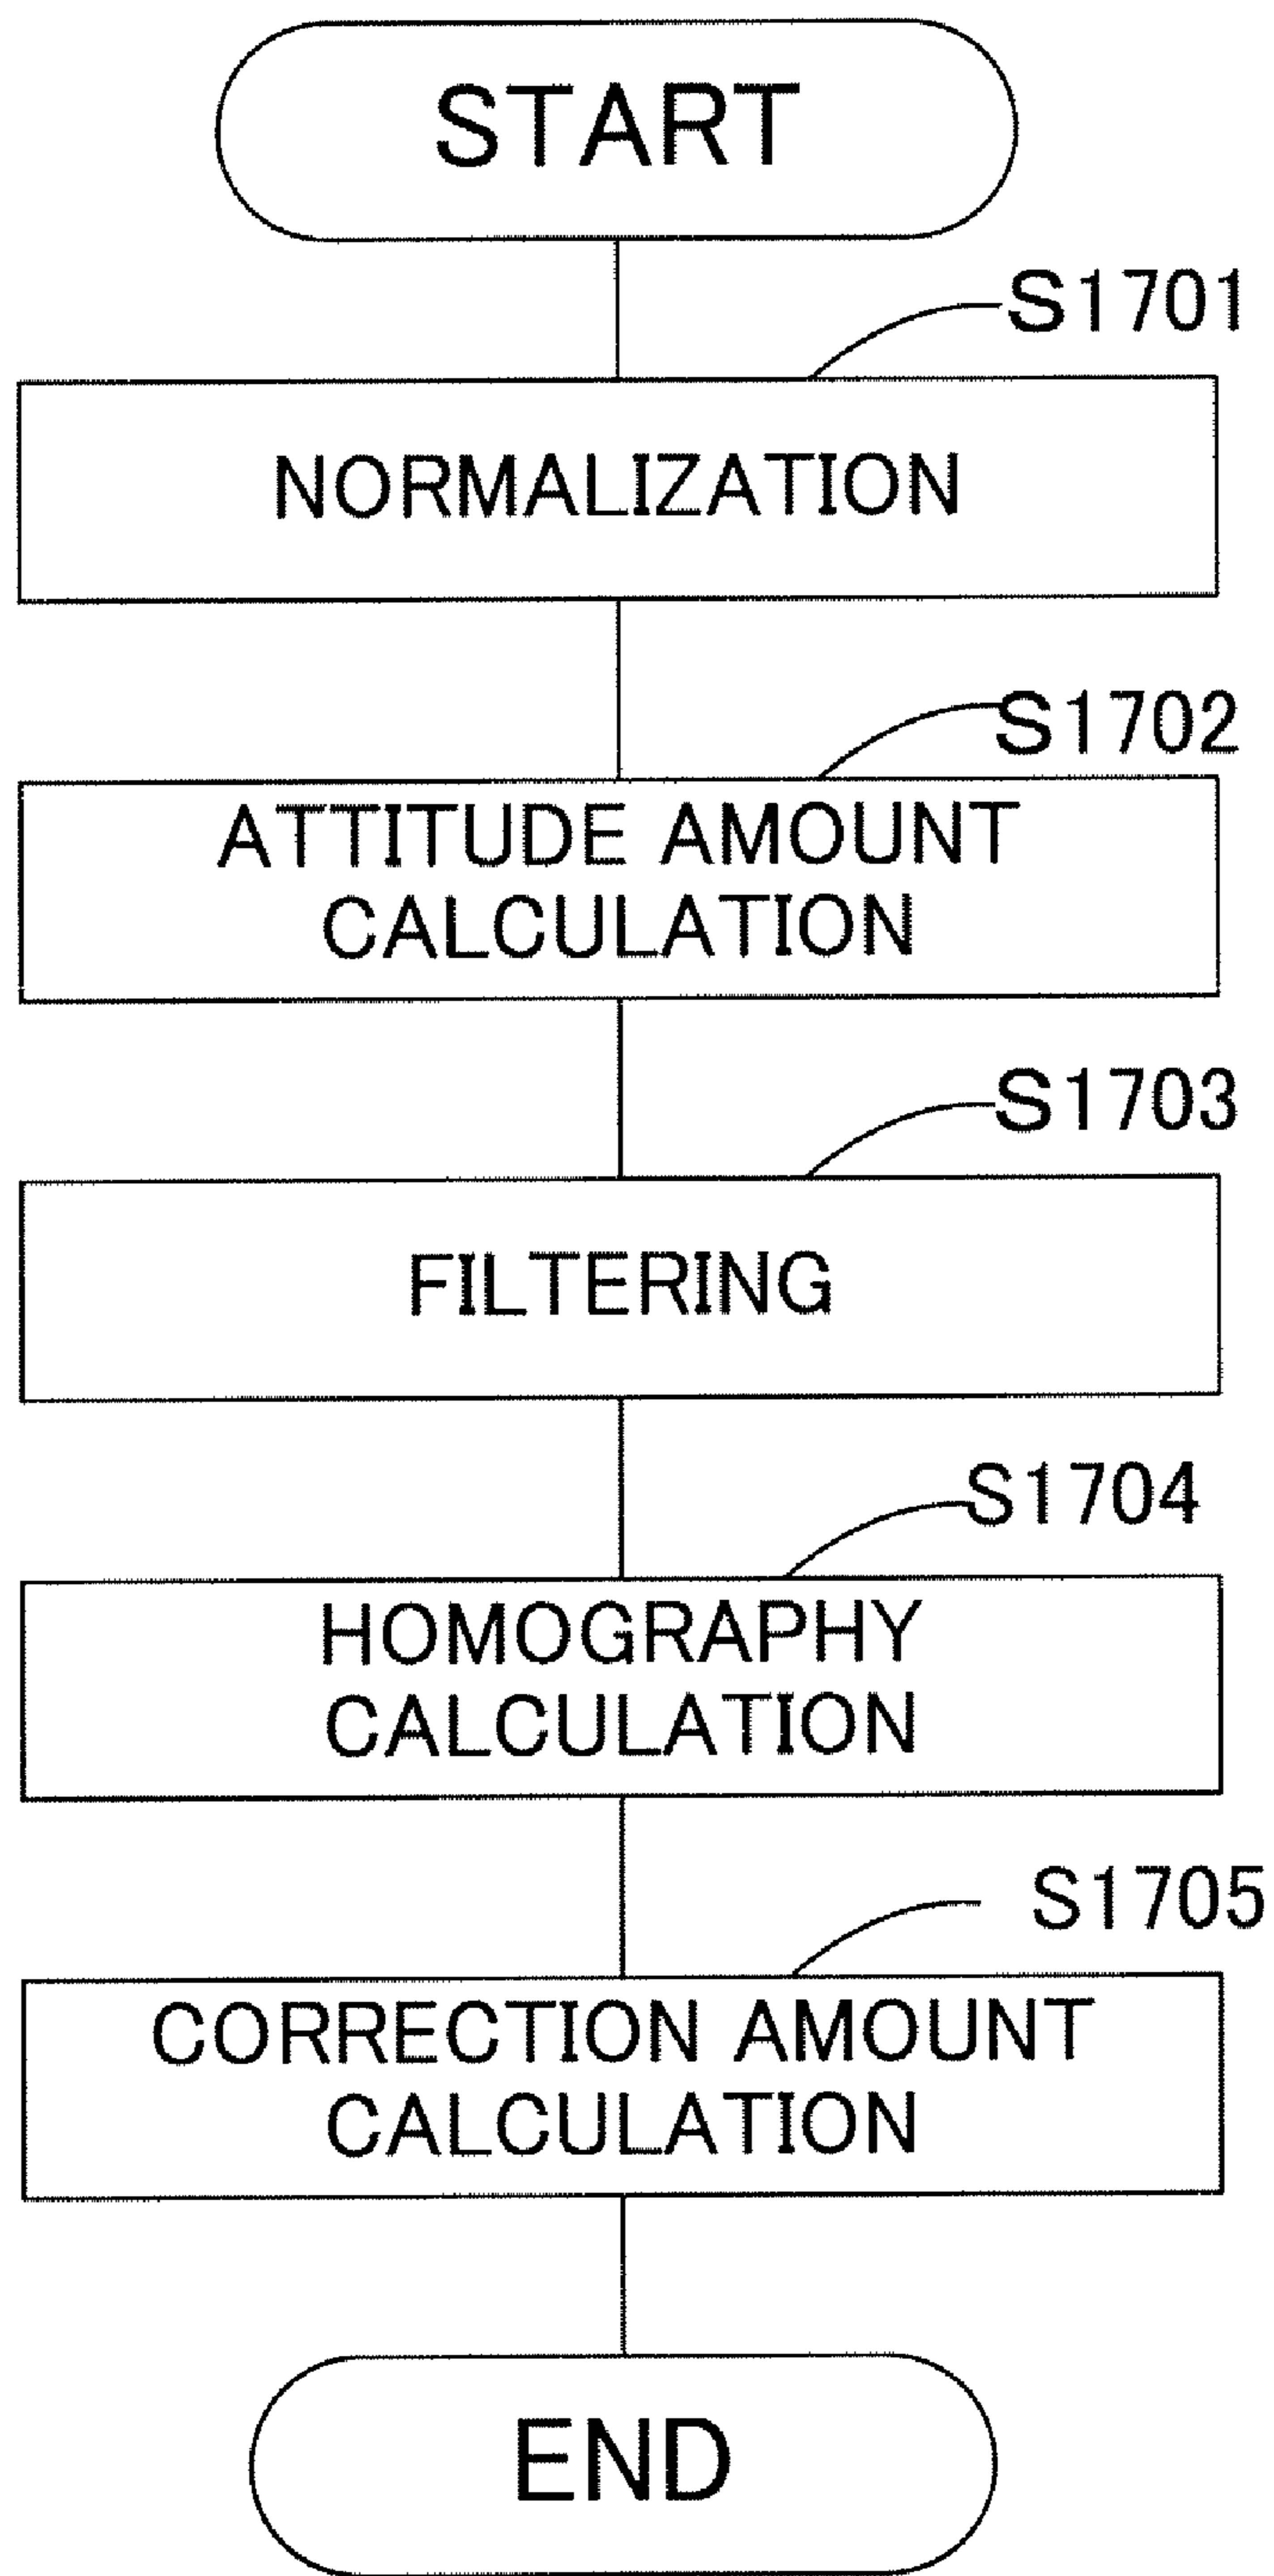 START
S1701
NORMALIZATION
S1702
ATTITUDE AMOUNT
CALCULATION
S1703
FILTERING
S1704
HOMOGRAPHY
CALCULATION
S1705
CORRECTION AMOUNT
CALCULATION
END